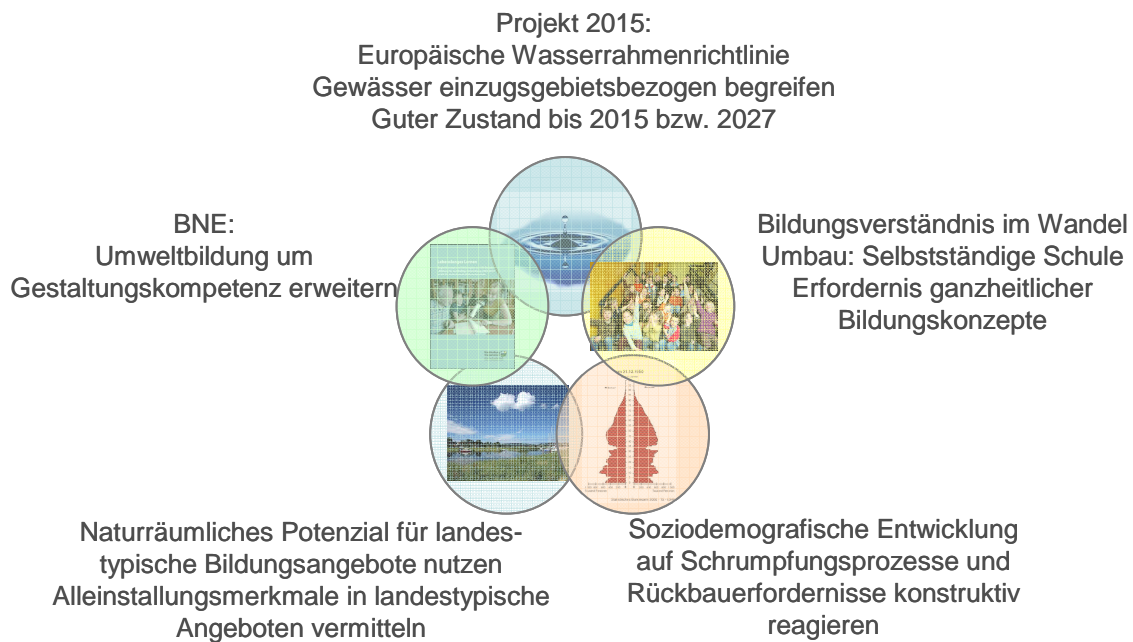 Projekt 2015:
Europäische Wasserrahmenrichtlinie
Gewässer einzugsgebietsbezogen begreifen
Guter Zustand bis 2015 bzw. 2027
BNE:
Umweltbildung um
Gestaltungskompetenz erweitern
Bildungsverständnis im Wandel
Umbau: Selbstständige Schule
Erfordernis ganzheitlicher
Bildungskonzepte
Naturräumliches Potenzial für landes-
typische Bildungsangebote nutzen
Alleinstallungsmerkmale in landestypische
Angeboten vermitteln
Soziodemografische Entwicklung
auf Schrumpfungsprozesse und
Rückbauerfordernisse konstruktiv
reagieren